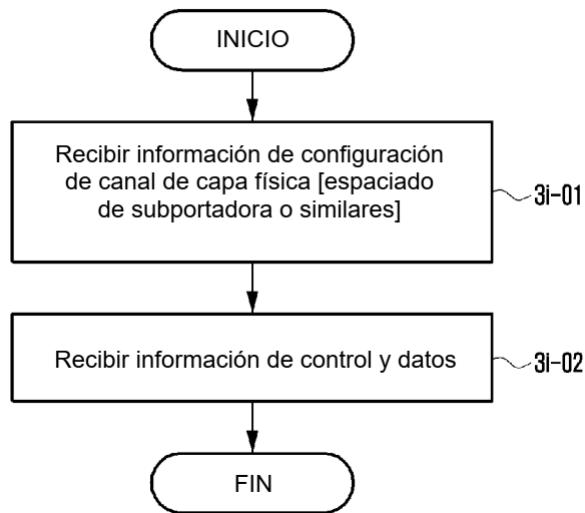 INICIO
Recibir información de configuración
de canal de capa física [espaciado
de subportadora o similares]
3i-01
Recibir información de control y datos
3i-02
FIN